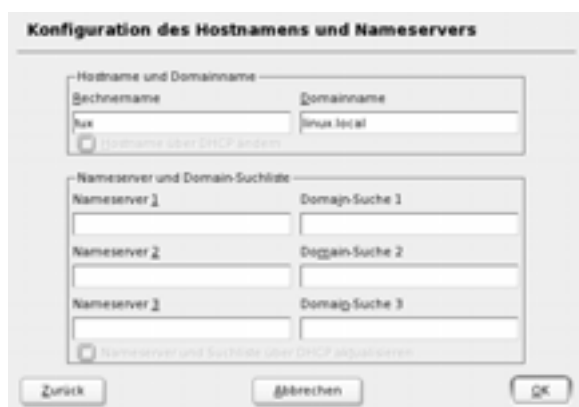 Konfiguration des Hostnamens und Nameservers
Hostname und Domainname
Rechnername Domainname
tux linux.local
Hostname über DHCP ändern
Nameserver und Domain-Suchliste
Nameserver 1 Domain-Suche 1
Nameserver 2 Domain-Suche 2
Nameserver 3 Domain-Suche 3
Nameserver und Suchliste über DHCP aktualisieren
Zurück Abbrechen OK